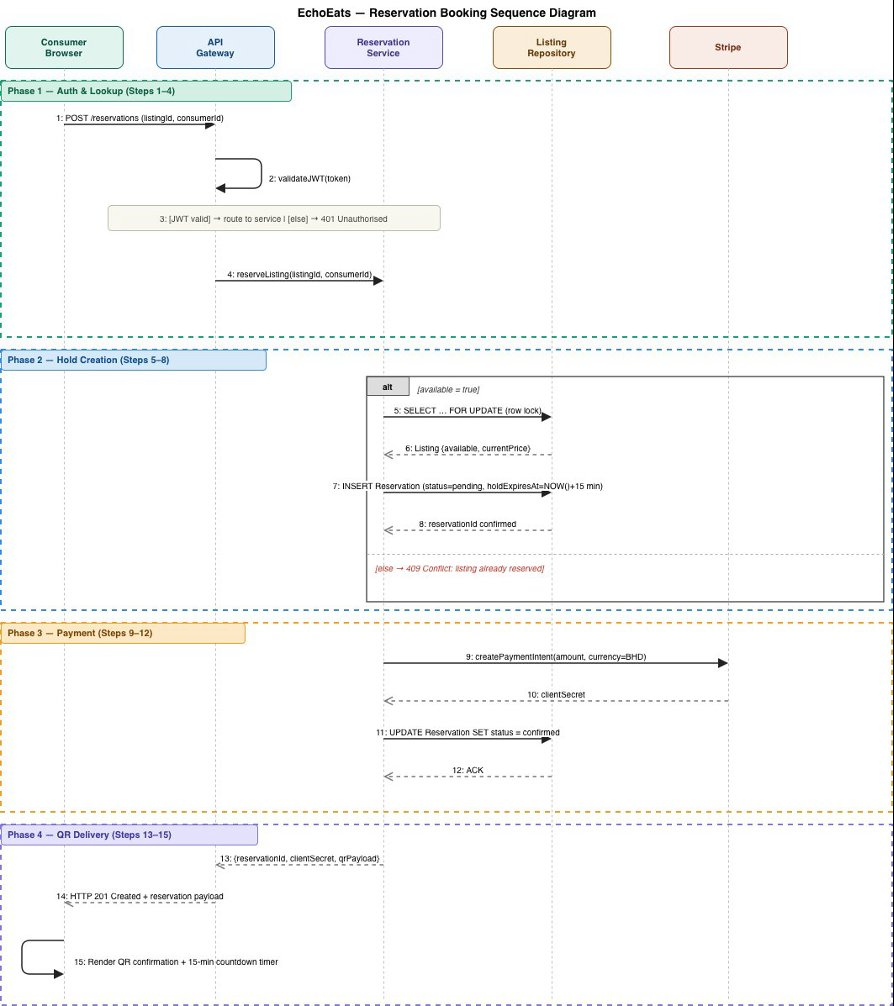 EchoEats — Reservation Booking Sequence Diagram
Consumer
Browser
API
Gateway
Reservation
Service
Listing
Repository
Stripe
Phase 1 — Auth & Lookup (Steps 1–4)
1: POST /reservations (listingId, consumerId)
2: validateJWT(token)
3: [JWT valid] → route to service | [else] → 401 Unauthorised
4: reserveListing(listingId, consumerId)
Phase 2 — Hold Creation (Steps 5–8)
alt
[available = true]
5: SELECT ... FOR UPDATE (row lock)
6: Listing {available, currentPrice}
7: INSERT Reservation (status=pending, holdExpiresAt=NOW()+15 min)
8: reservationId confirmed
[else → 409 Conflict: listing already reserved]
Phase 3 — Payment (Steps 9–12)
9: createPaymentIntent(amount, currency=BHD)
10: clientSecret
11: UPDATE Reservation SET status = confirmed
12: ACK
Phase 4 — QR Delivery (Steps 13–15)
13: {reservationId, clientSecret, qrPayload}
14: HTTP 201 Created + reservation payload
15: Render QR confirmation + 15-min countdown timer